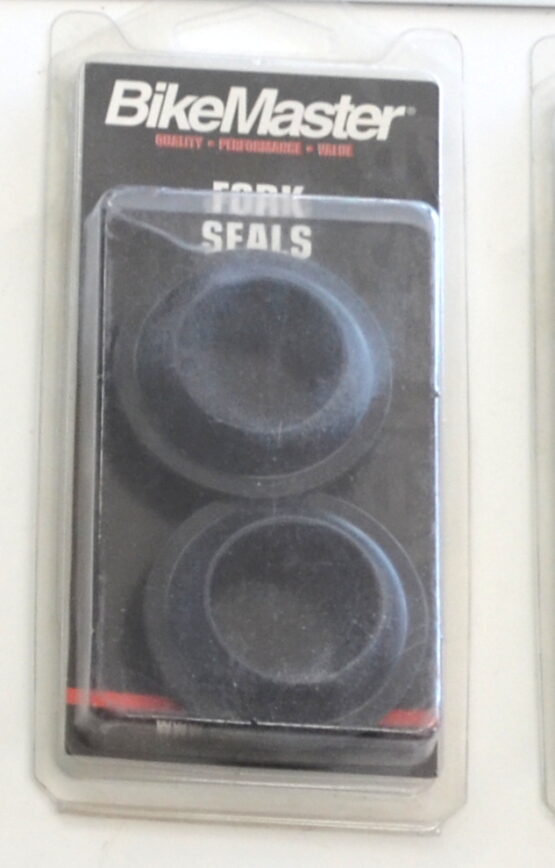 BikeMaster®
QUALITY • PERFORMANCE • VALUE
FORK
SEALS